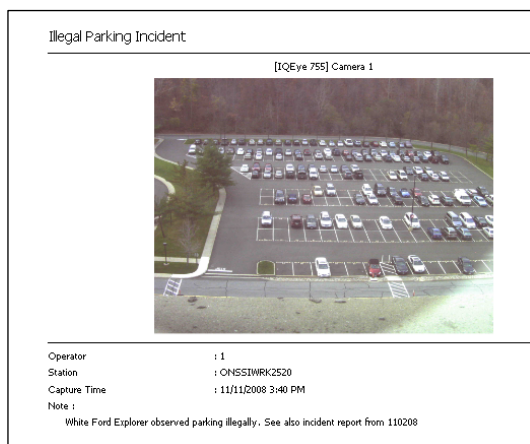 Illegal Parking Incident
[IQEye 755] Camera 1
Operator : 1
Station : ONSSIWRK2520
Capture Time : 11/11/2008 3:40 PM
Note :
White Ford Explorer observed parking illegally. See also incident report from 110208